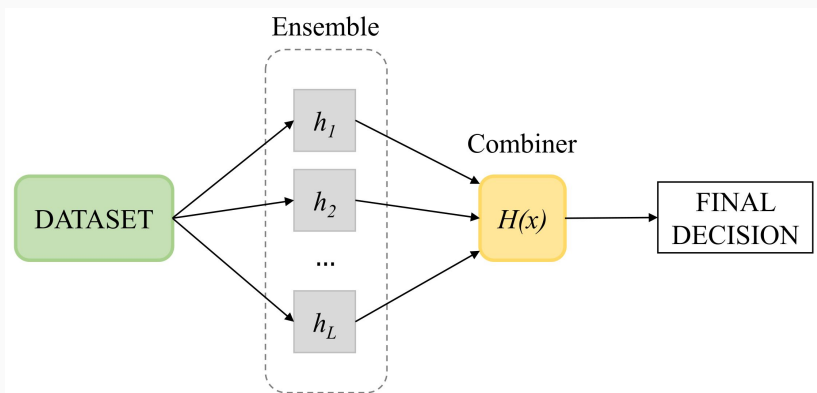 Ensemble
h1
Combiner
DATASET
h2
H(x)
FINAL
DECISION
...
hL